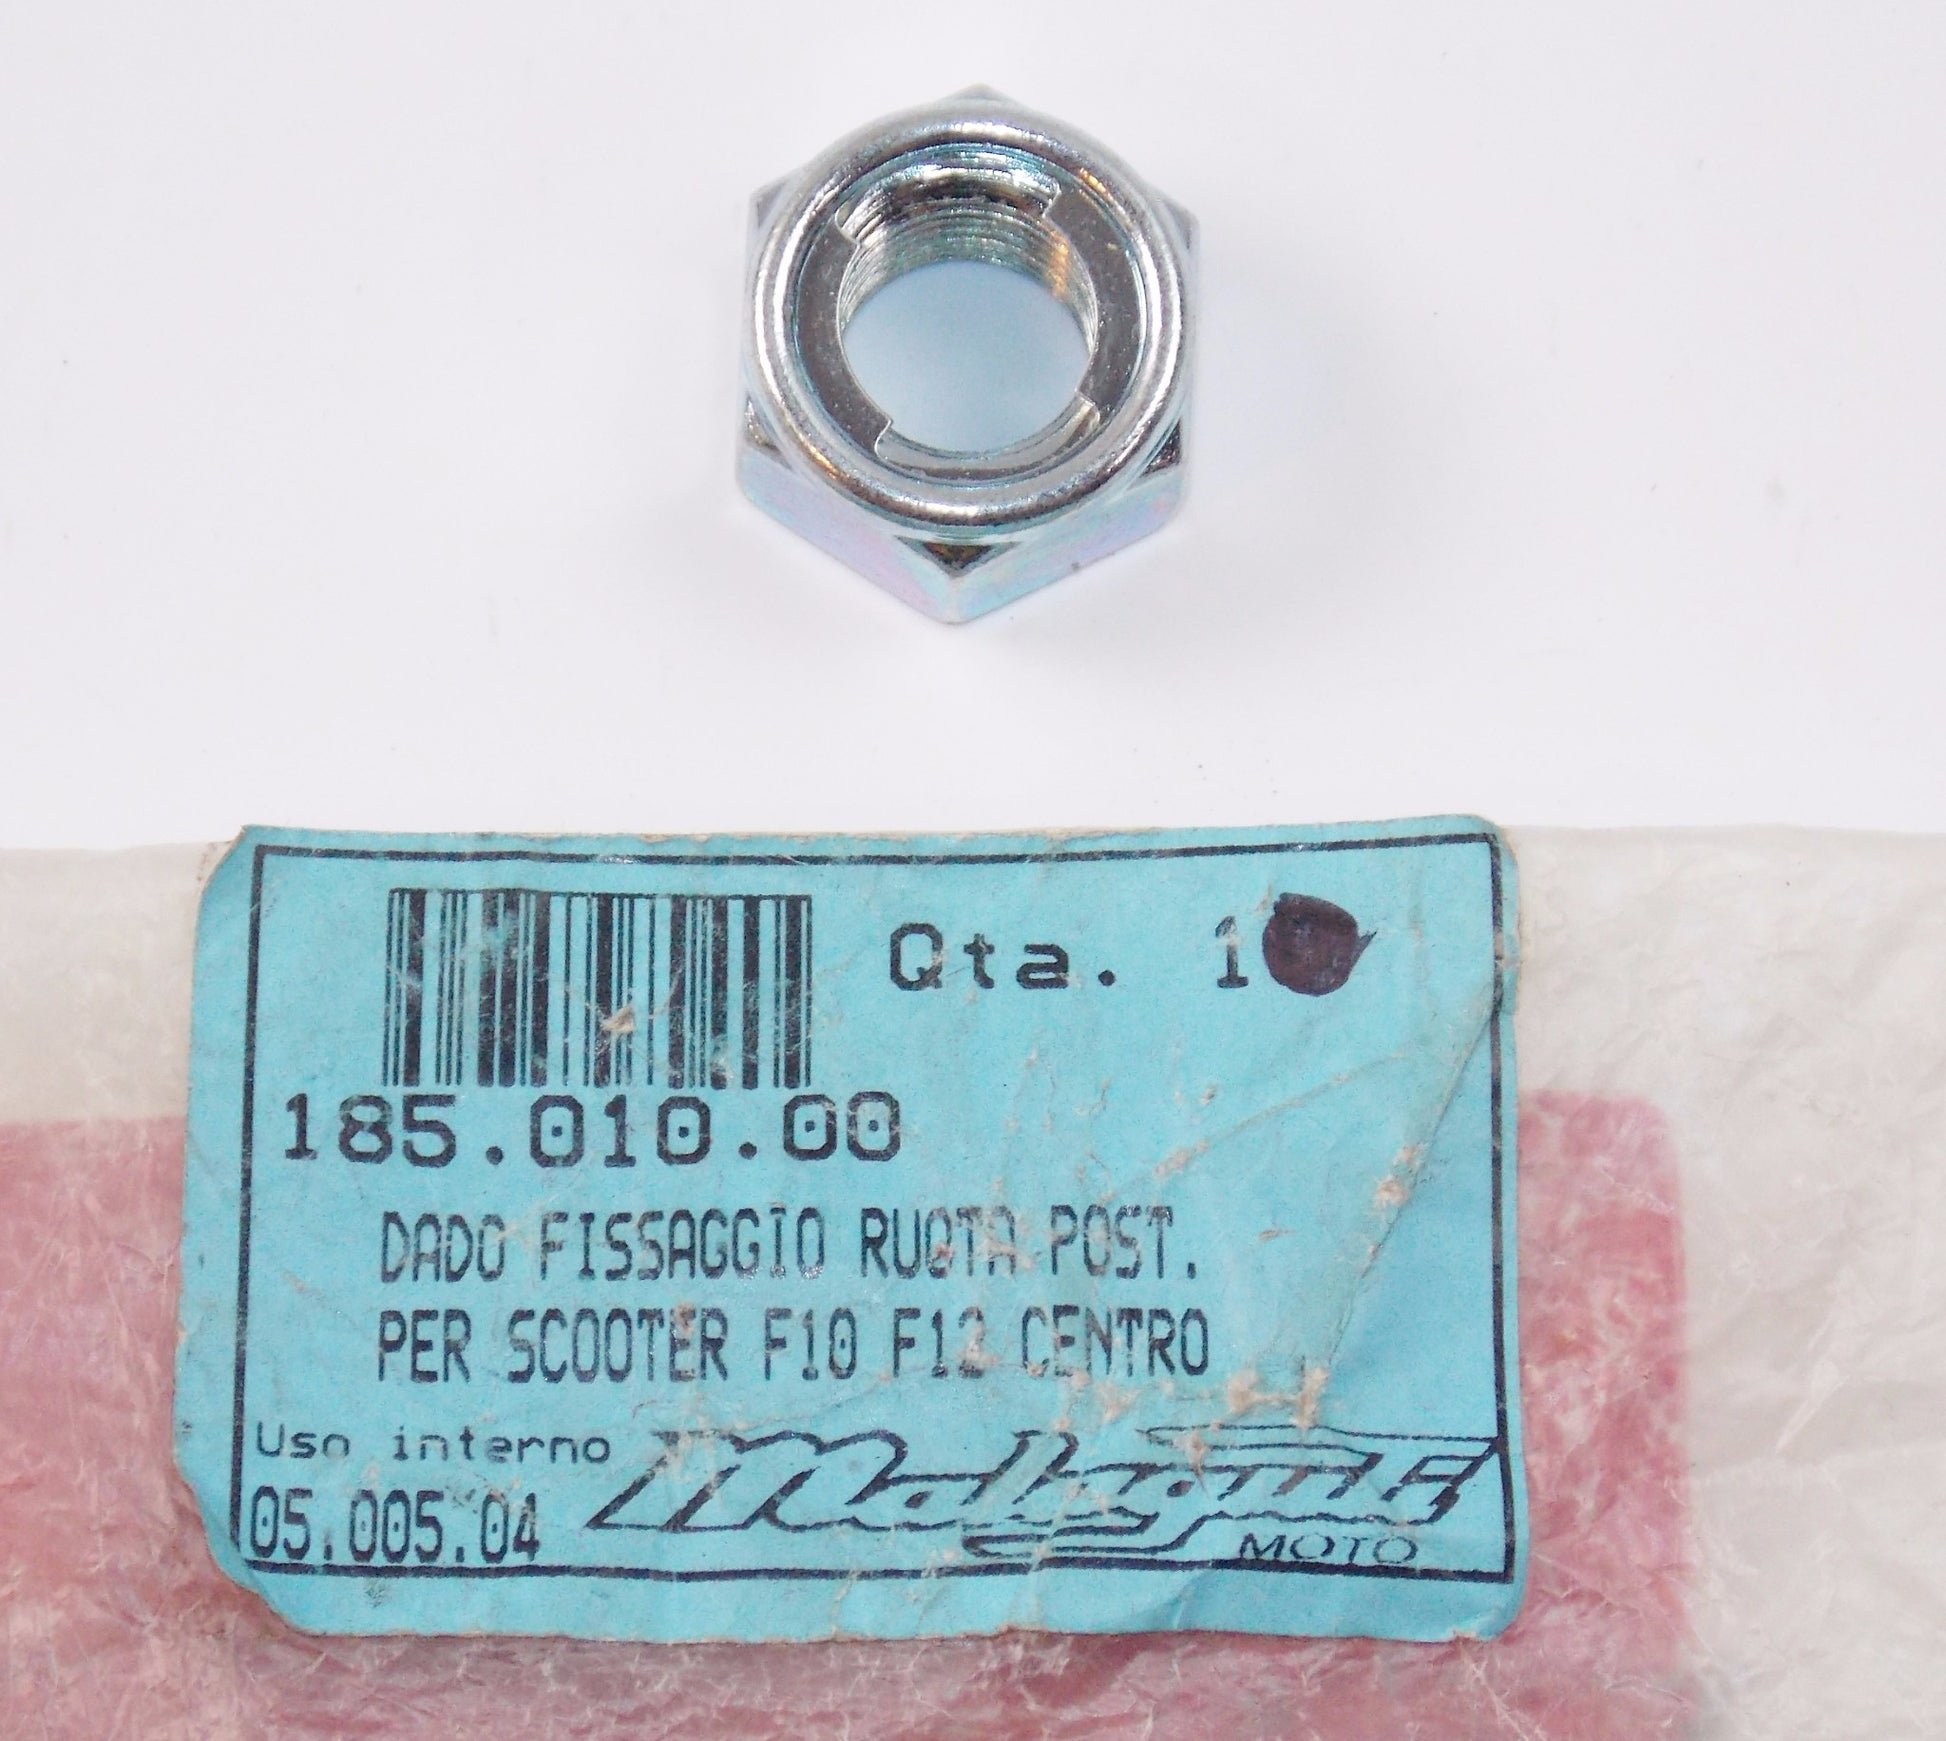 Qta. 1
185.010.00
DADO FISSAGGIO RUOTA POST.
PER SCOOTER F10 F12 CENTRO
Uso interno
05.005.04
Malaguti
MOTO